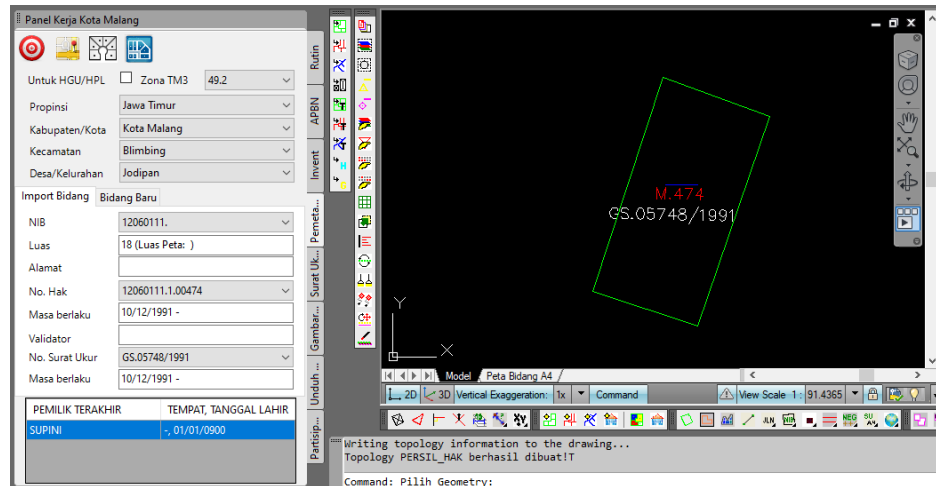 Panel Kerja Kota Malang
Untuk HGU/HPL
Zona TM3
49.2
Propinsi
Jawa Timur
Kabupaten/Kota
Kota Malang
Kecamatan
Blimbing
Desa/Kelurahan
Jodipan
Import Bidang
Bidang Baru
NIB
12060111.
Luas
18 (Luas Peta:  )
Alamat
No. Hak
12060111.1.00474
Masa berlaku
10/12/1991 -
Validator
No. Surat Ukur
GS.05748/1991
Masa berlaku
10/12/1991 -
PEMILIK TERAKHIR
TEMPAT, TANGGAL LAHIR
SUPINI
-, 01/01/0900
Rutin
APBN
Invent
Pemeta...
Surat Uk...
Gambar...
Unduh ...
Partisip...
M.474
GS.05748/1991
Y
X
Model
Peta Bidang A4
2D
3D
Vertical Exaggeration:
1x
Command
View Scale
1 :
91.4365
NEG
Writing topology information to the drawing...
Topology PERSIL_HAK berhasil dibuat!T
Command: Pilih Geometry: